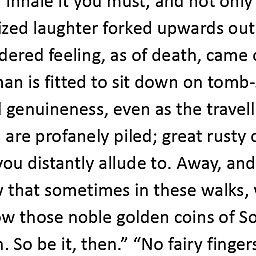 inhale it you must, and not only
ized laughter forked upwards out
dered feeling, as of death, came
man is fitted to sit down on tomb-
genuineness, even as the travell
are profanely piled; great rusty
you distantly allude to. Away, and
that sometimes in these walks,
ow those noble golden coins of So
. So be it, then.” “No fairy fingers